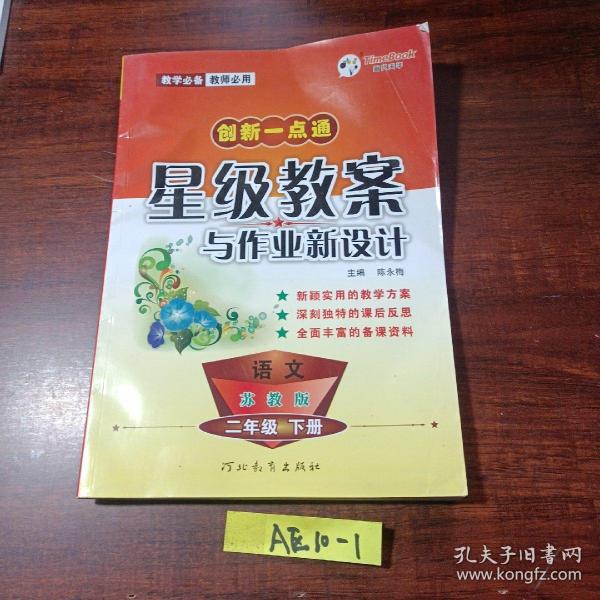 教学必备 教师必用
TimeBook
创新一点通
星级教案
与作业新设计
主编 陈永梅
★ 新颖实用的教学方案
★ 深刻独特的课后反思
★ 全面丰富的备课资料
语文
苏教版
二年级 下册
河北教育出版社
AE10-1
孔夫子旧书网
www.kongfz.com